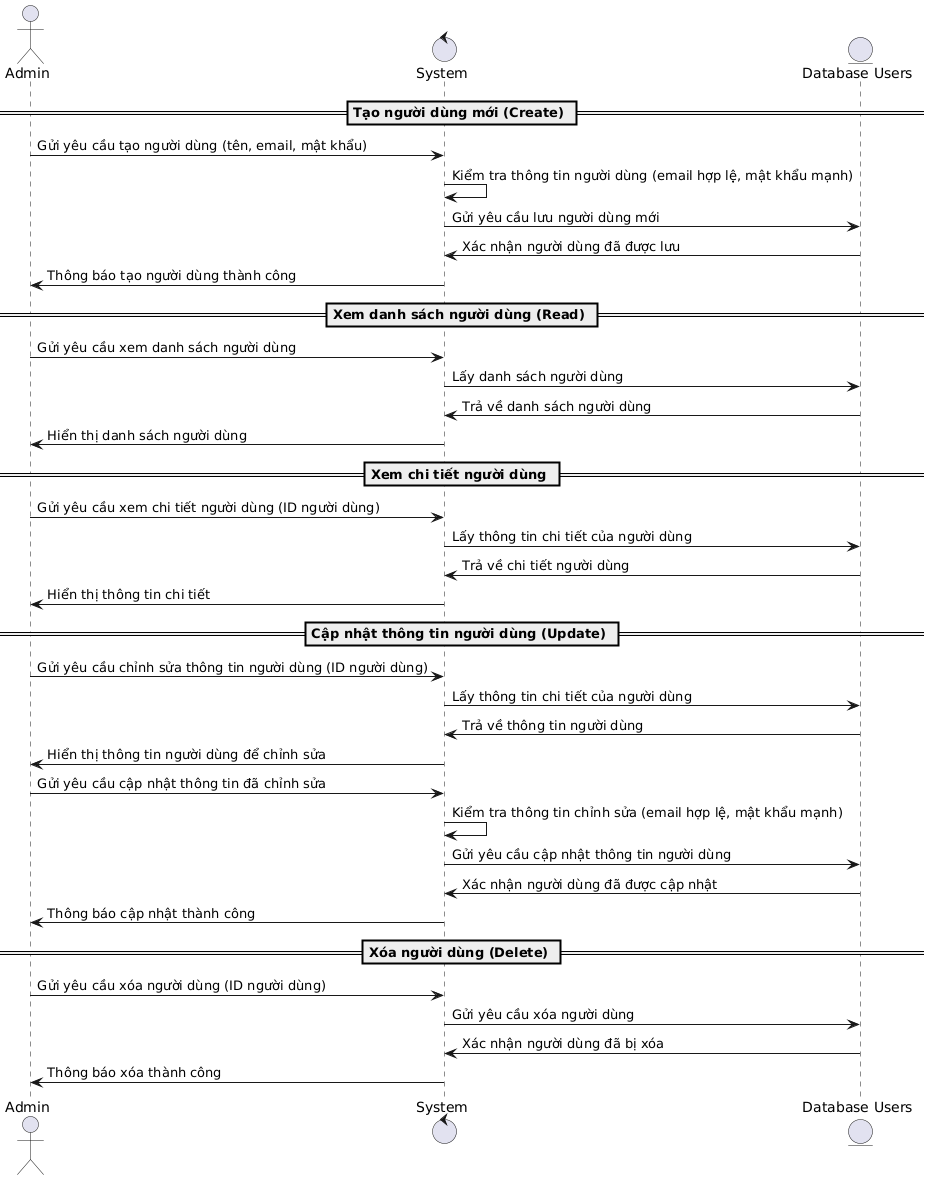 Admin
System
Database Users
Tạo người dùng mới (Create)
Gửi yêu cầu tạo người dùng (tên, email, mật khẩu)
Kiểm tra thông tin người dùng (email hợp lệ, mật khẩu mạnh)
Gửi yêu cầu lưu người dùng mới
Xác nhận người dùng đã được lưu
Thông báo tạo người dùng thành công
Xem danh sách người dùng (Read)
Gửi yêu cầu xem danh sách người dùng
Lấy danh sách người dùng
Trả về danh sách người dùng
Hiển thị danh sách người dùng
Xem chi tiết người dùng
Gửi yêu cầu xem chi tiết người dùng (ID người dùng)
Lấy thông tin chi tiết của người dùng
Trả về chi tiết người dùng
Hiển thị thông tin chi tiết
Cập nhật thông tin người dùng (Update)
Gửi yêu cầu chỉnh sửa thông tin người dùng (ID người dùng)
Lấy thông tin chi tiết của người dùng
Trả về thông tin người dùng
Hiển thị thông tin người dùng để chỉnh sửa
Gửi yêu cầu cập nhật thông tin đã chỉnh sửa
Kiểm tra thông tin chỉnh sửa (email hợp lệ, mật khẩu mạnh)
Gửi yêu cầu cập nhật thông tin người dùng
Xác nhận người dùng đã được cập nhật
Thông báo cập nhật thành công
Xóa người dùng (Delete)
Gửi yêu cầu xóa người dùng (ID người dùng)
Gửi yêu cầu xóa người dùng
Xác nhận người dùng đã bị xóa
Thông báo xóa thành công
Admin
System
Database Users